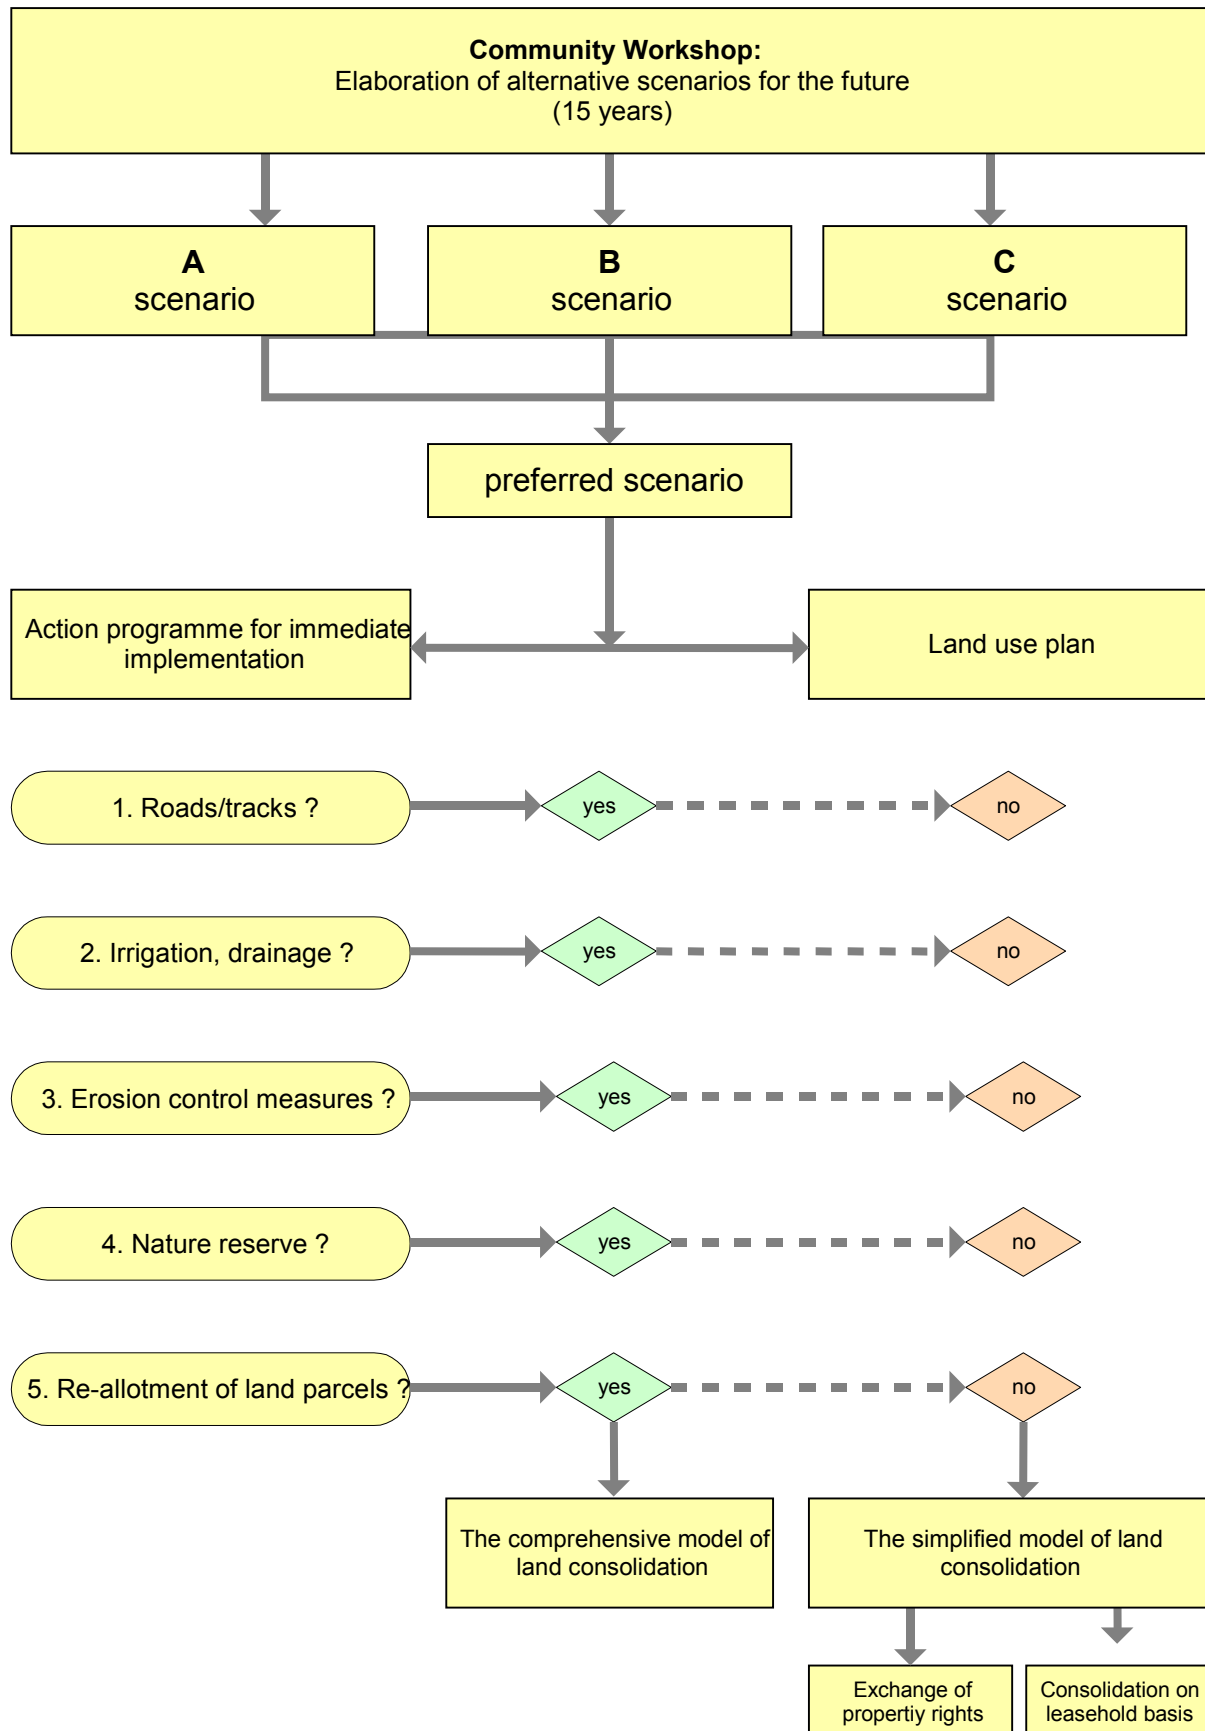 Community Workshop:
Elaboration of alternative scenarios for the future
(15 years)
A
scenario
B
scenario
C
scenario
preferred scenario
Action programme for immediate
implementation
Land use plan
1. Roads/tracks ?
yes
no
2. Irrigation, drainage ?
yes
no
3. Erosion control measures ?
yes
no
4. Nature reserve ?
yes
no
5. Re-allotment of land parcels ?
yes
no
The comprehensive model of
land consolidation
The simplified model of land
consolidation
Exchange of
propertiy rights
Consolidation on
leasehold basis